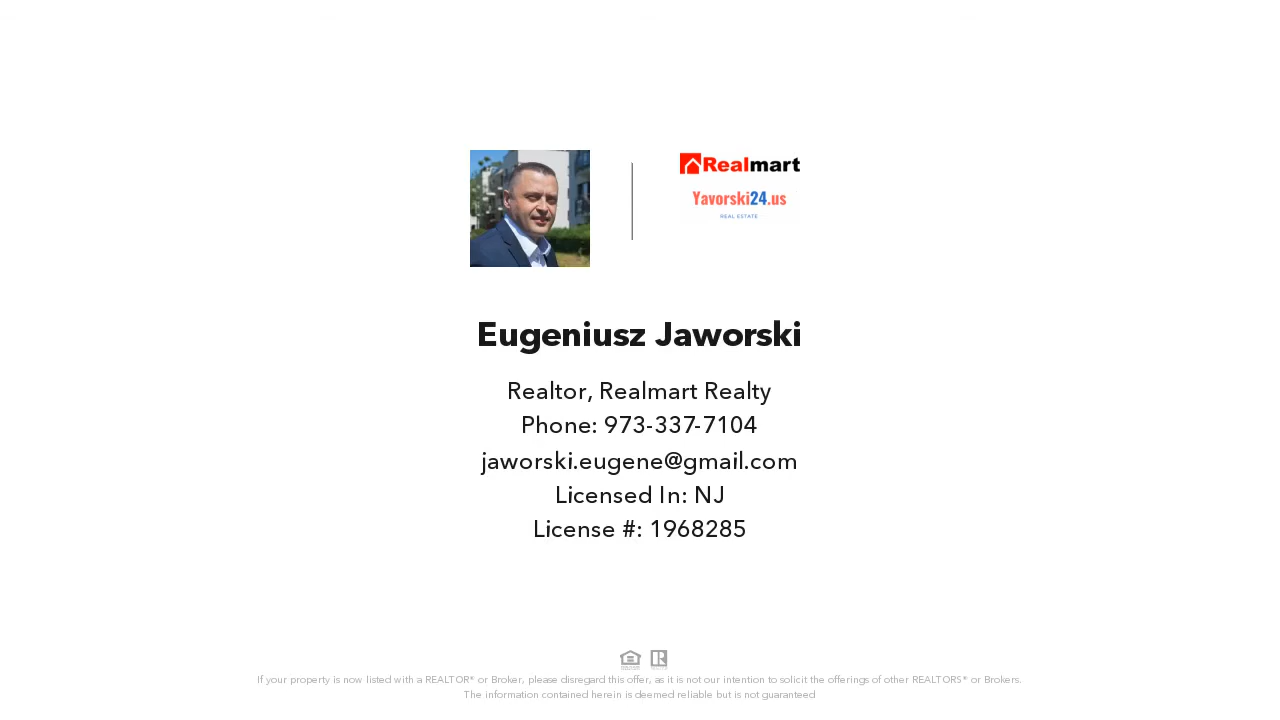 Realmart
Yavorski24.us
REAL ESTATE
Eugeniusz Jaworski
Realtor, Realmart Realty
Phone: 973-337-7104
jaworski.eugene@gmail.com
Licensed In: NJ
License #: 1968285
If your property is now listed with a REALTOR® or Broker, please disregard this offer, as it is not our intention to solicit the offerings of other REALTORS® or Brokers.
The information contained herein is deemed reliable but is not guaranteed